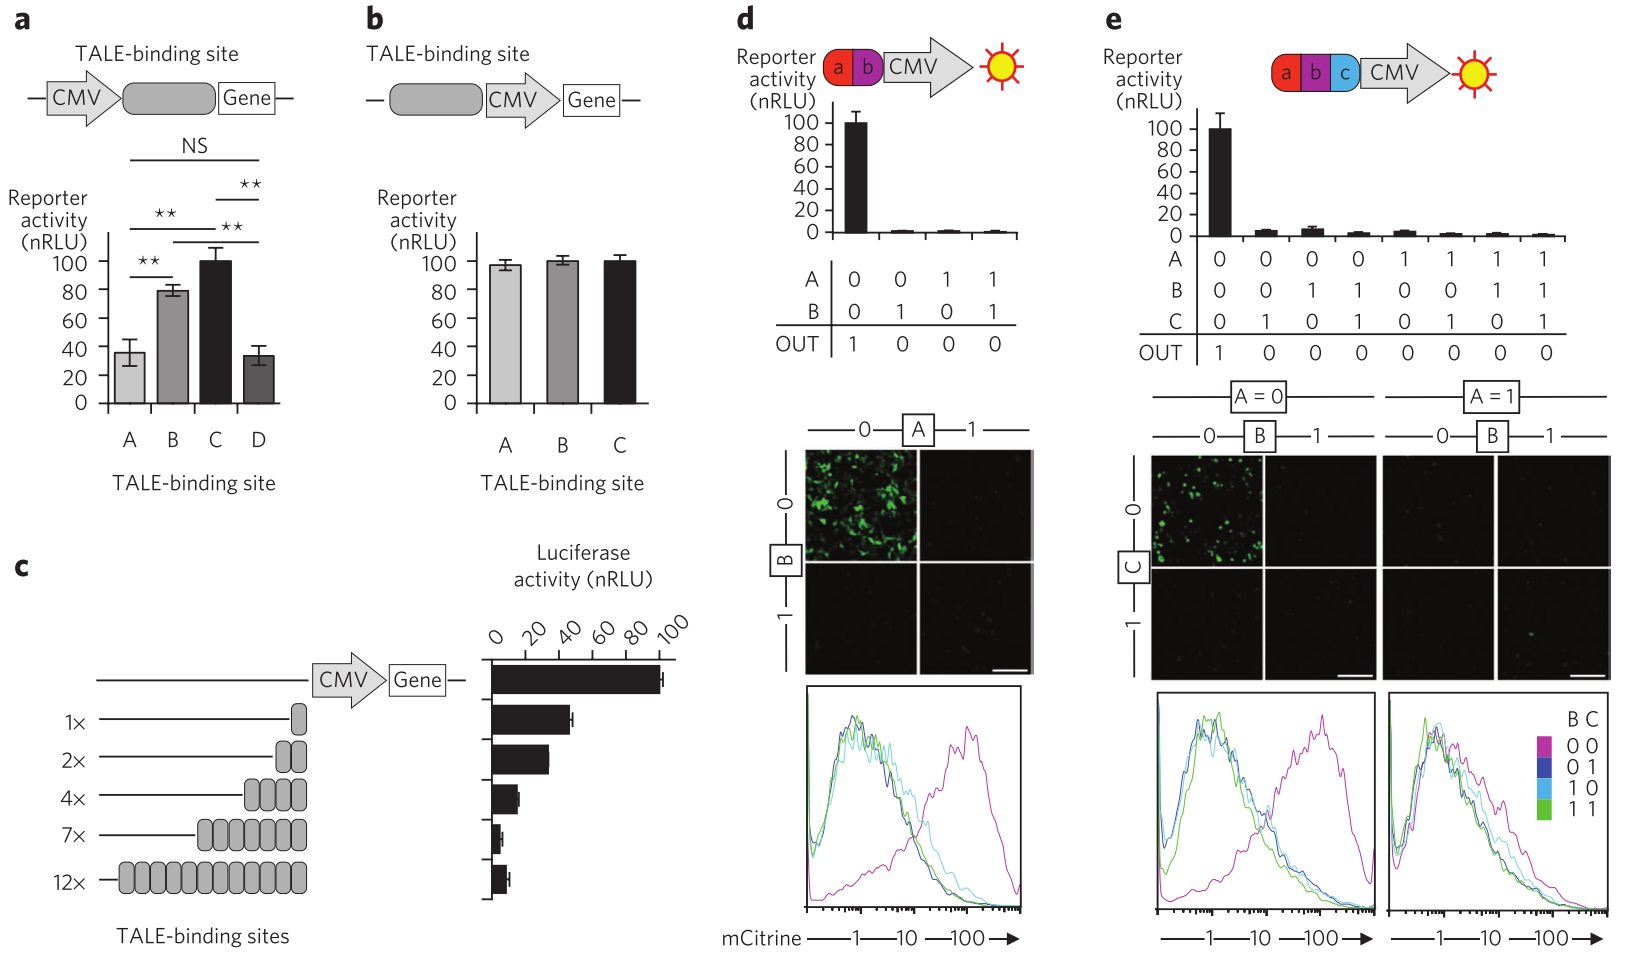 a
TALE-binding site
CMV
Gene
NS
**
**
**
**
Reporter
activity
(nRLU)
100
80
60
40
20
0
A B C D
TALE-binding site
b
TALE-binding site
CMV
Gene
Reporter
activity
(nRLU)
100
80
60
40
20
0
A B C
TALE-binding site
c
Luciferase
activity (nRLU)
0 20 40 60 80 100
CMV
Gene
1×
2×
4×
7×
12×
TALE-binding sites
d
Reporter
activity
(nRLU)
a b CMV
100
80
60
40
20
0
A 0 0 1 1
B 0 1 0 1
OUT 1 0 0 0
0 A 1
0
B
1
mCitrine 1 10 100
e
Reporter
activity
(nRLU)
a b c CMV
100
80
60
40
20
0
A 0 0 0 0 1 1 1 1
B 0 0 1 1 0 0 1 1
C 0 1 0 1 0 1 0 1
OUT 1 0 0 0 0 0 0 0
A = 0
A = 1
0 B 1
0 B 1
0
C
1
B C
0 0
0 1
1 0
1 1
1 10 100
1 10 100